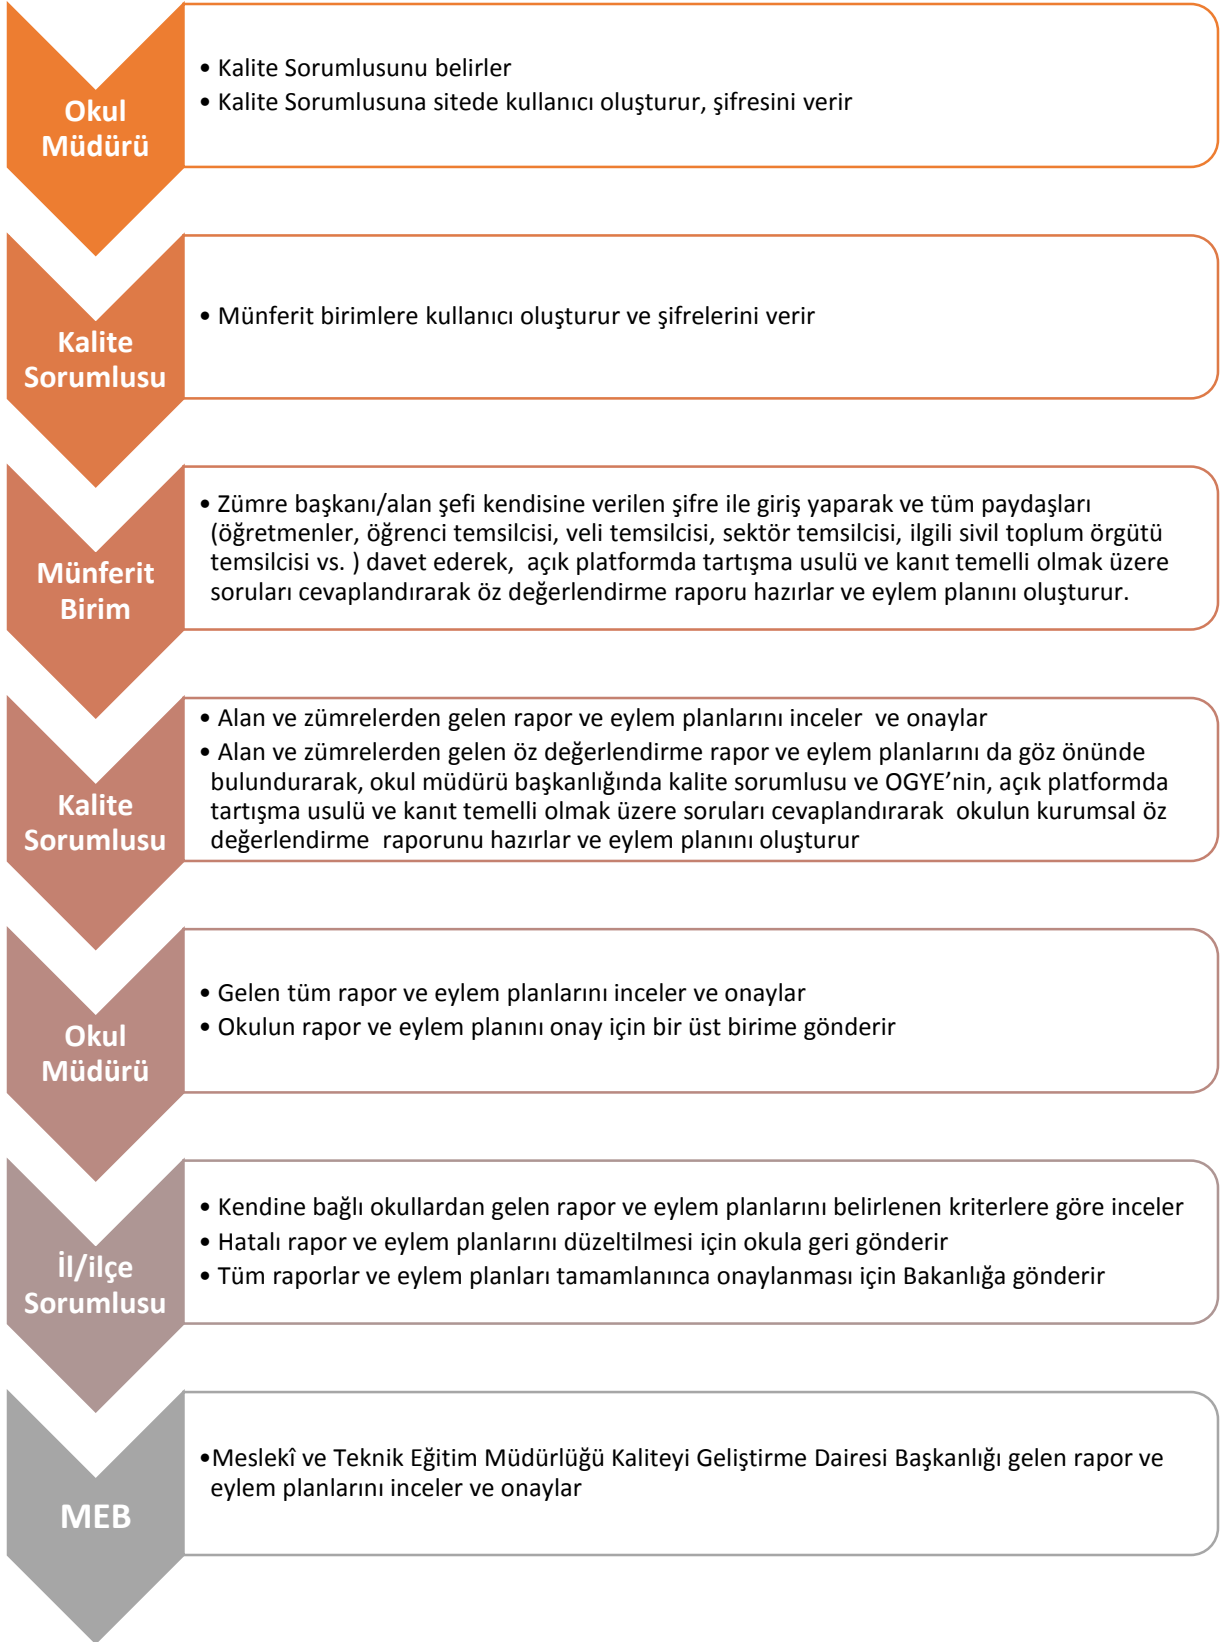 Okul
Müdürü
• Kalite Sorumlusunu belirler
• Kalite Sorumlusuna sitede kullanıcı oluşturur, şifresini verir
Kalite
Sorumlusu
• Münferit birimlere kullanıcı oluşturur ve şifrelerini verir
Münferit
Birim
• Zümre başkanı/alan şefi kendisine verilen şifre ile giriş yaparak ve tüm paydaşları
(öğretmenler, öğrenci temsilcisi, veli temsilcisi, sektör temsilcisi, ilgili sivil toplum örgütü
temsilcisi vs. ) davet ederek, açık platformda tartışma usulü ve kanıt temelli olmak üzere
soruları cevaplandırarak öz değerlendirme raporu hazırlar ve eylem planını oluşturur.
Kalite
Sorumlusu
• Alan ve zümrelerden gelen rapor ve eylem planlarını inceler ve onaylar
• Alan ve zümrelerden gelen öz değerlendirme rapor ve eylem planlarını da göz önünde
bulundurarak, okul müdürü başkanlığında kalite sorumlusu ve OGYE’nin, açık platformda
tartışma usulü ve kanıt temelli olmak üzere soruları cevaplandırarak okulun kurumsal öz
değerlendirme raporunu hazırlar ve eylem planını oluşturur
Okul
Müdürü
• Gelen tüm rapor ve eylem planlarını inceler ve onaylar
• Okulun rapor ve eylem planını onay için bir üst birime gönderir
İl/ilçe
Sorumlusu
• Kendine bağlı okullardan gelen rapor ve eylem planlarını belirlenen kriterlere göre inceler
• Hatalı rapor ve eylem planlarını düzeltilmesi için okula geri gönderir
• Tüm raporlar ve eylem planları tamamlanınca onaylanması için Bakanlığa gönderir
MEB
•Meslekî ve Teknik Eğitim Müdürlüğü Kaliteyi Geliştirme Dairesi Başkanlığı gelen rapor ve
eylem planlarını inceler ve onaylar